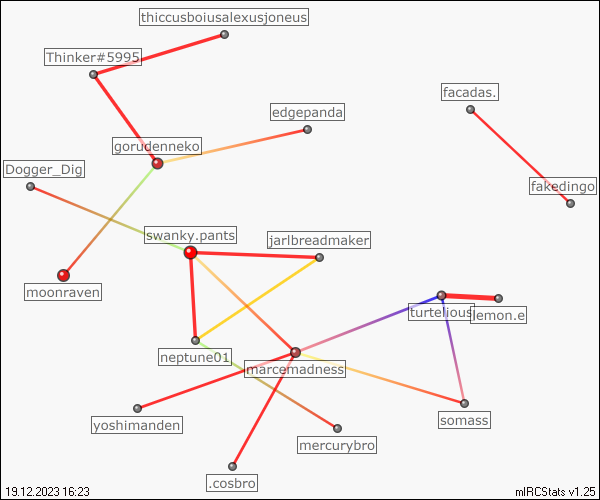 thiccusboiusalexusjoneus
Thinker#5995
facadas.
edgepanda
gorudenneko
Dogger_Dig
fakedingo
swanky.pants
jarlbreadmaker
moonraven
turtelious
lemon.e
neptune01
marcemadness
yoshimanden
somass
mercurybro
.cosbro
19.12.2023 16:23
mIRCStats v1.25